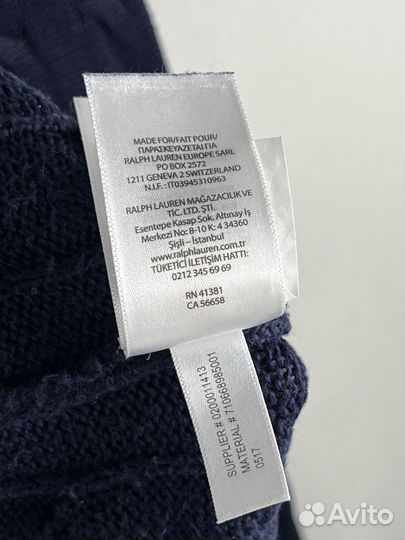 MADE FOR/FAIT POUR/
ΠΑΡΑΣΚΕΥΑΖΕΤΑΙ ΓΙΑ
RALPH LAUREN EUROPE SARL
PO BOX 2572
1211 GENEVA 2 SWITZERLAND
N.I.F.: IT03945310963
RALPH LAUREN MAĞAZACILIK VE
TİC. LTD. ŞTİ.
Esentepe Kasap Sok. Altınay İş
Merkezi No: 8-10 K: 4 34360
Şişli – İstanbul
www.ralphlauren.com.tr
TÜKETİCİ İLETİŞİM HATTI:
0212 345 69 69
RN 41381
CA 56658
SUPPLIER # 0200011413
MATERIAL # 710668985001
0517
Avito